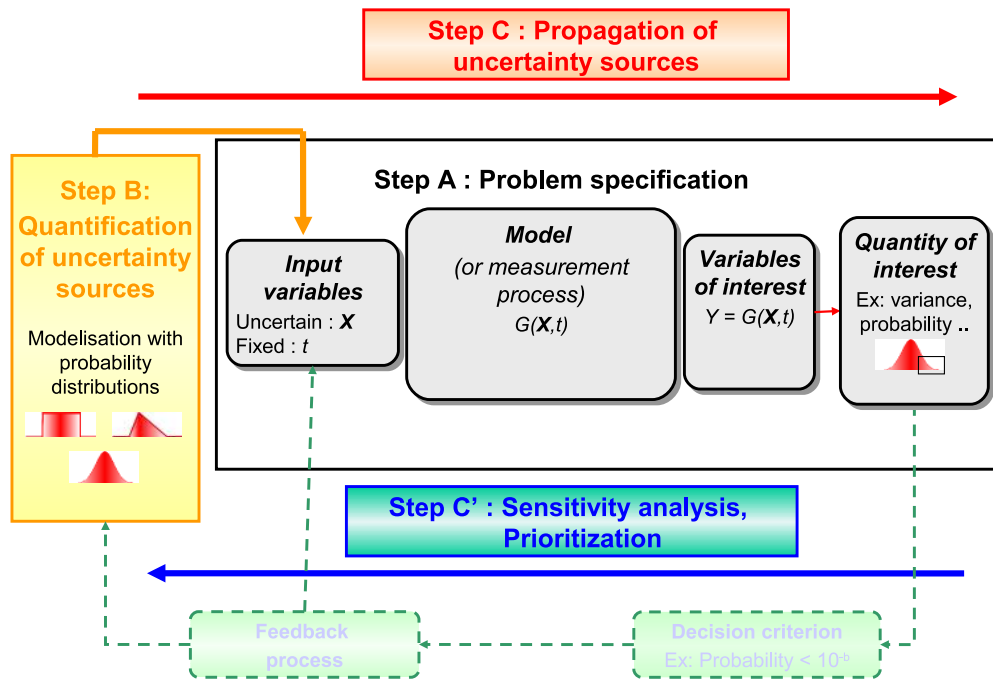 Step C : Propagation of
uncertainty sources
Step A : Problem specification
Step B:
Quantification
of uncertainty
sources
Modelisation with
probability
distributions
Input
variables
Uncertain : X
Fixed : t
Model
(or measurement
process)
G(X,t)
Variables
of interest
Y = G(X,t)
Quantity of
interest
Ex: variance,
probability ..
Step C’ : Sensitivity analysis,
Prioritization
Feedback
process
Decision criterion
Ex: Probability < 10⁻ᵇ